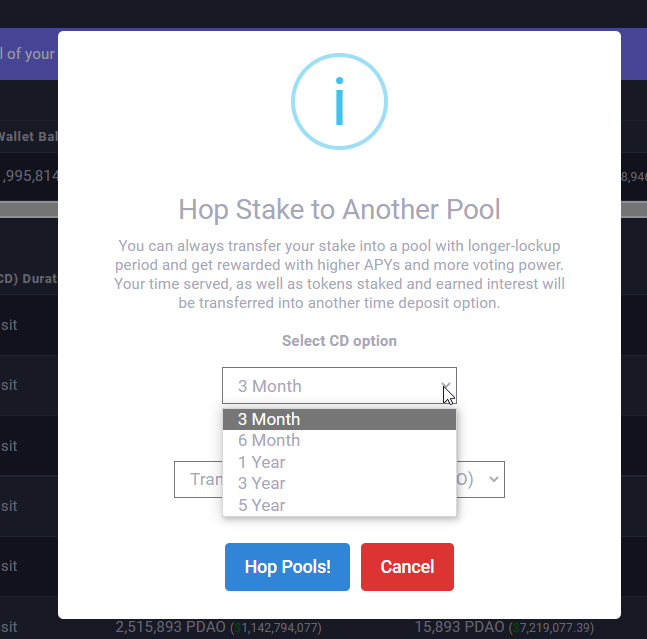 l of your
Wallet Bal
,995,814
8,946
CD) Durat
sit
sit
sit
sit
sit
sit
i
Hop Stake to Another Pool
You can always transfer your stake into a pool with longer-lockup
period and get rewarded with higher APYs and more voting power.
Your time served, as well as tokens staked and earned interest will
be transferred into another time deposit option.
Select CD option
3 Month
3 Month
6 Month
1 Year
3 Year
5 Year
Tran O)
Hop Pools! Cancel
2,515,893 PDAO ($1,142,794,077) 15,893 PDAO ($7,219,077.39)